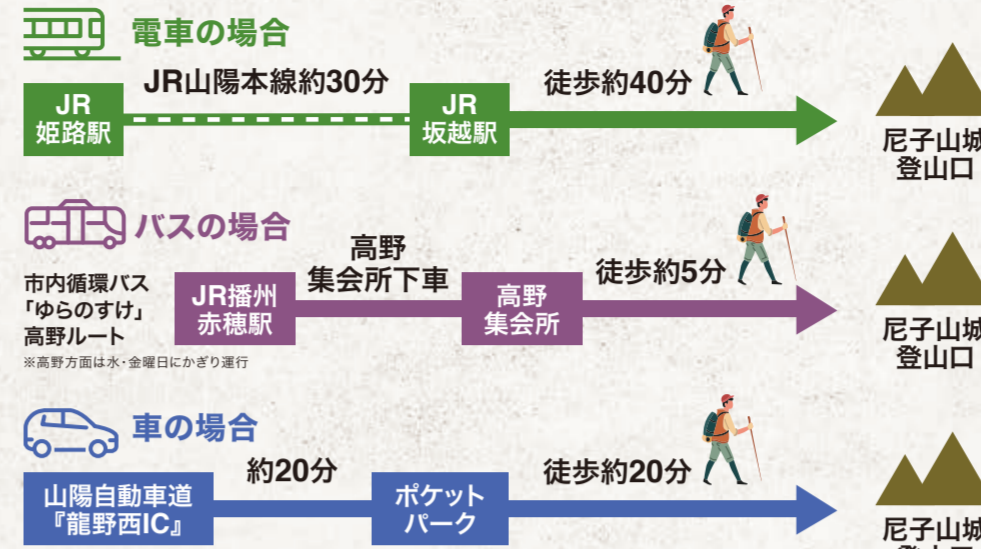 電車の場合
JR山陽本線約30分
徒歩約40分
JR
姫路駅
JR
坂越駅
尼子山城
登山口
バスの場合
高野
集会所下車
徒歩約5分
市内循環バス
「ゆらのすけ」
高野ルート
※高野方面は水・金曜日にかぎり運行
JR播州
赤穂駅
高野
集会所
尼子山城
登山口
車の場合
約20分
徒歩約20分
山陽自動車道
『龍野西IC』
ポケット
パーク
尼子山城